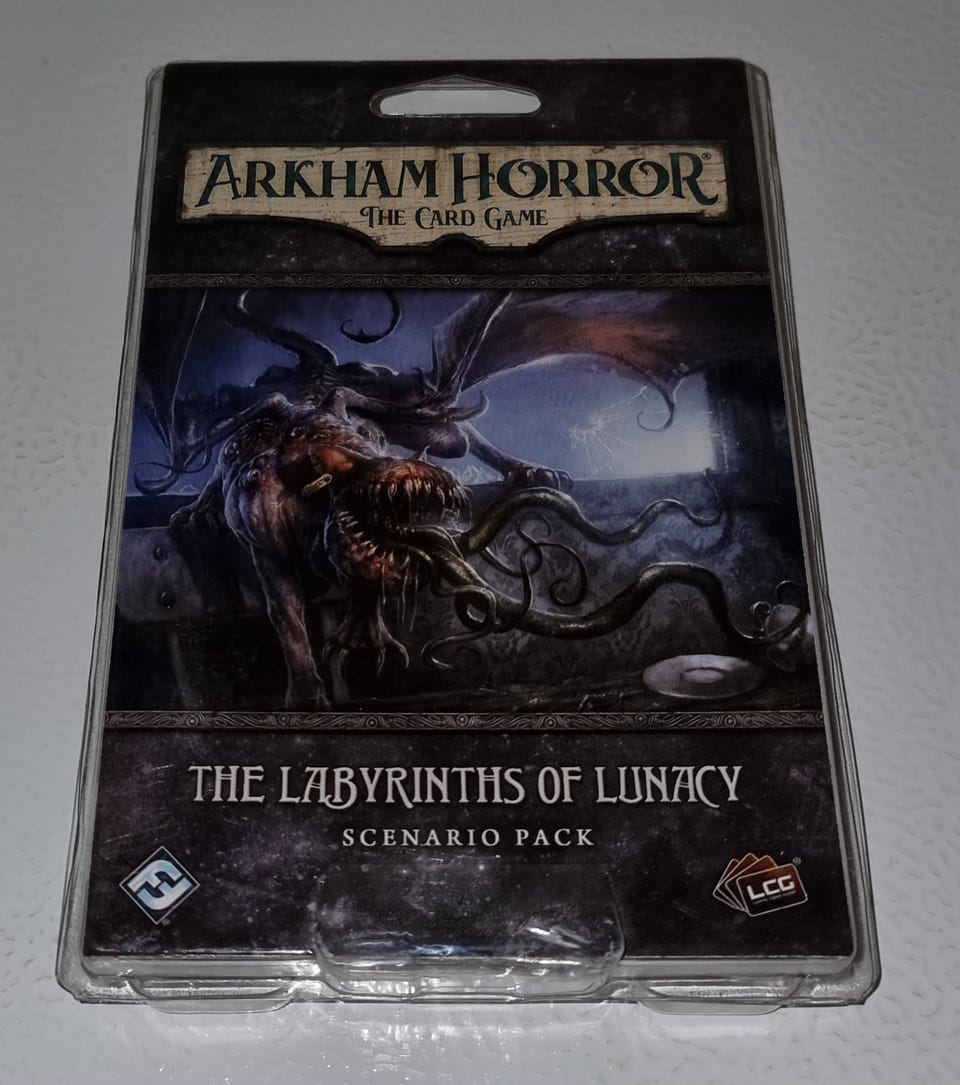 ARKHAM HORROR®
THE CARD GAME
THE LABYRINTHS OF LUNACY
SCENARIO PACK
LCG®